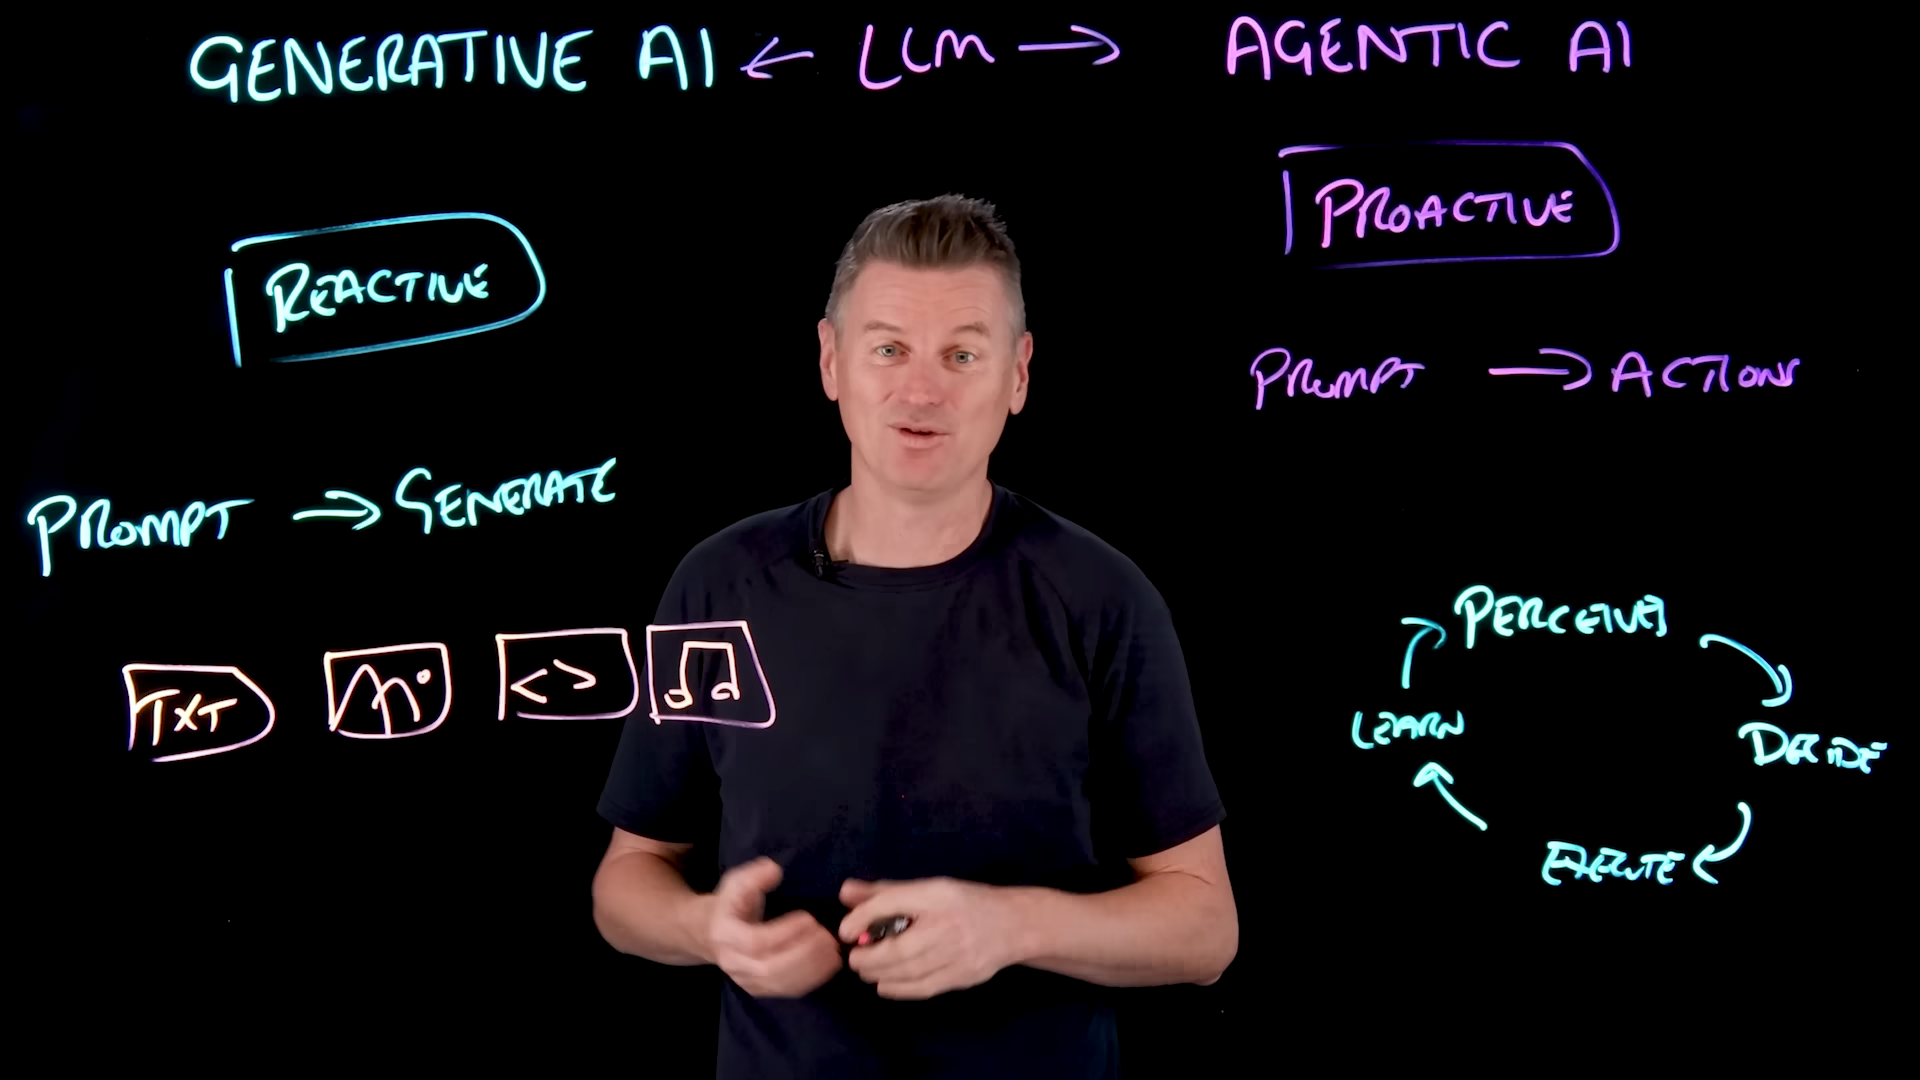 GENERATIVE AI ← LLM → AGENTIC AI
REACTIVE
PROACTIVE
PROMPT → GENERATE
PROMPT → ACTIONS
TXT
<>
PERCEIVE
DECIDE
EXECUTE
LEARN